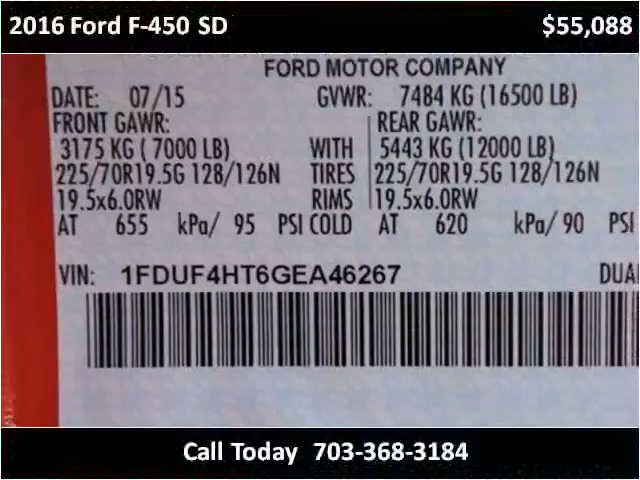 2016 Ford F-450 SD $55,088
FORD MOTOR COMPANY
DATE: 07/15 GVWR: 7484 KG (16500 LB)
FRONT GAWR: REAR GAWR:
3175 KG ( 7000 LB) WITH 5443 KG (12000 LB)
225/70R19.5G 128/126N TIRES 225/70R19.5G 128/126N
19.5x6.0RW RIMS 19.5x6.0RW
AT 655 kPa/ 95 PSI COLD AT 620 kPa/ 90 PSI
VIN: 1FDUF4HT6GEA46267 DUA
Call Today 703-368-3184